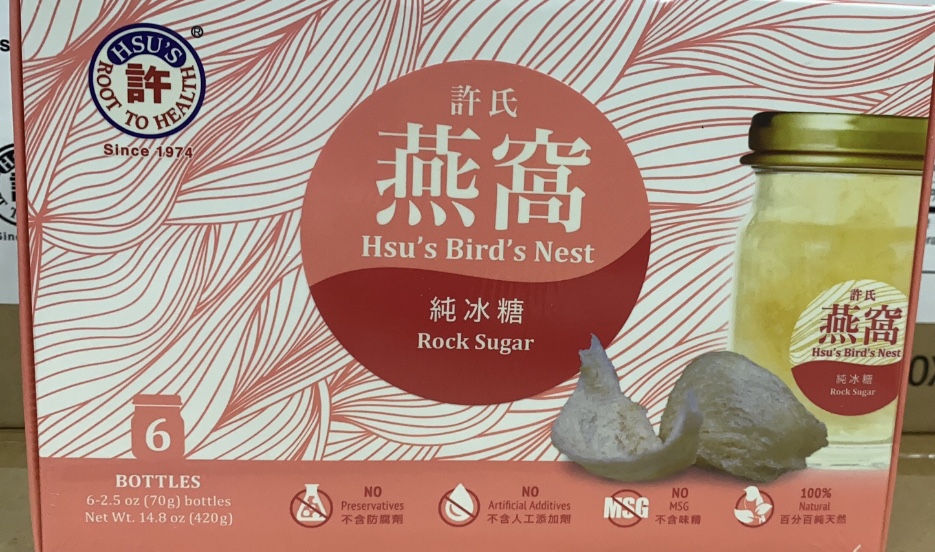 HSU'S
許
ROOT TO HEALTH
®
Since 1974
許氏
燕窩
Hsu's Bird's Nest
純冰糖
Rock Sugar
許氏
燕窩
Hsu's Bird's Nest
純冰糖
Rock Sugar
6
BOTTLES
6-2.5 oz (70g) bottles
Net Wt. 14.8 oz (420g)
NO
Preservatives
不含防腐劑
NO
Artificial Additives
不含人工添加劑
MSG
NO
MSG
不含味精
100%
Natural
百分百純天然